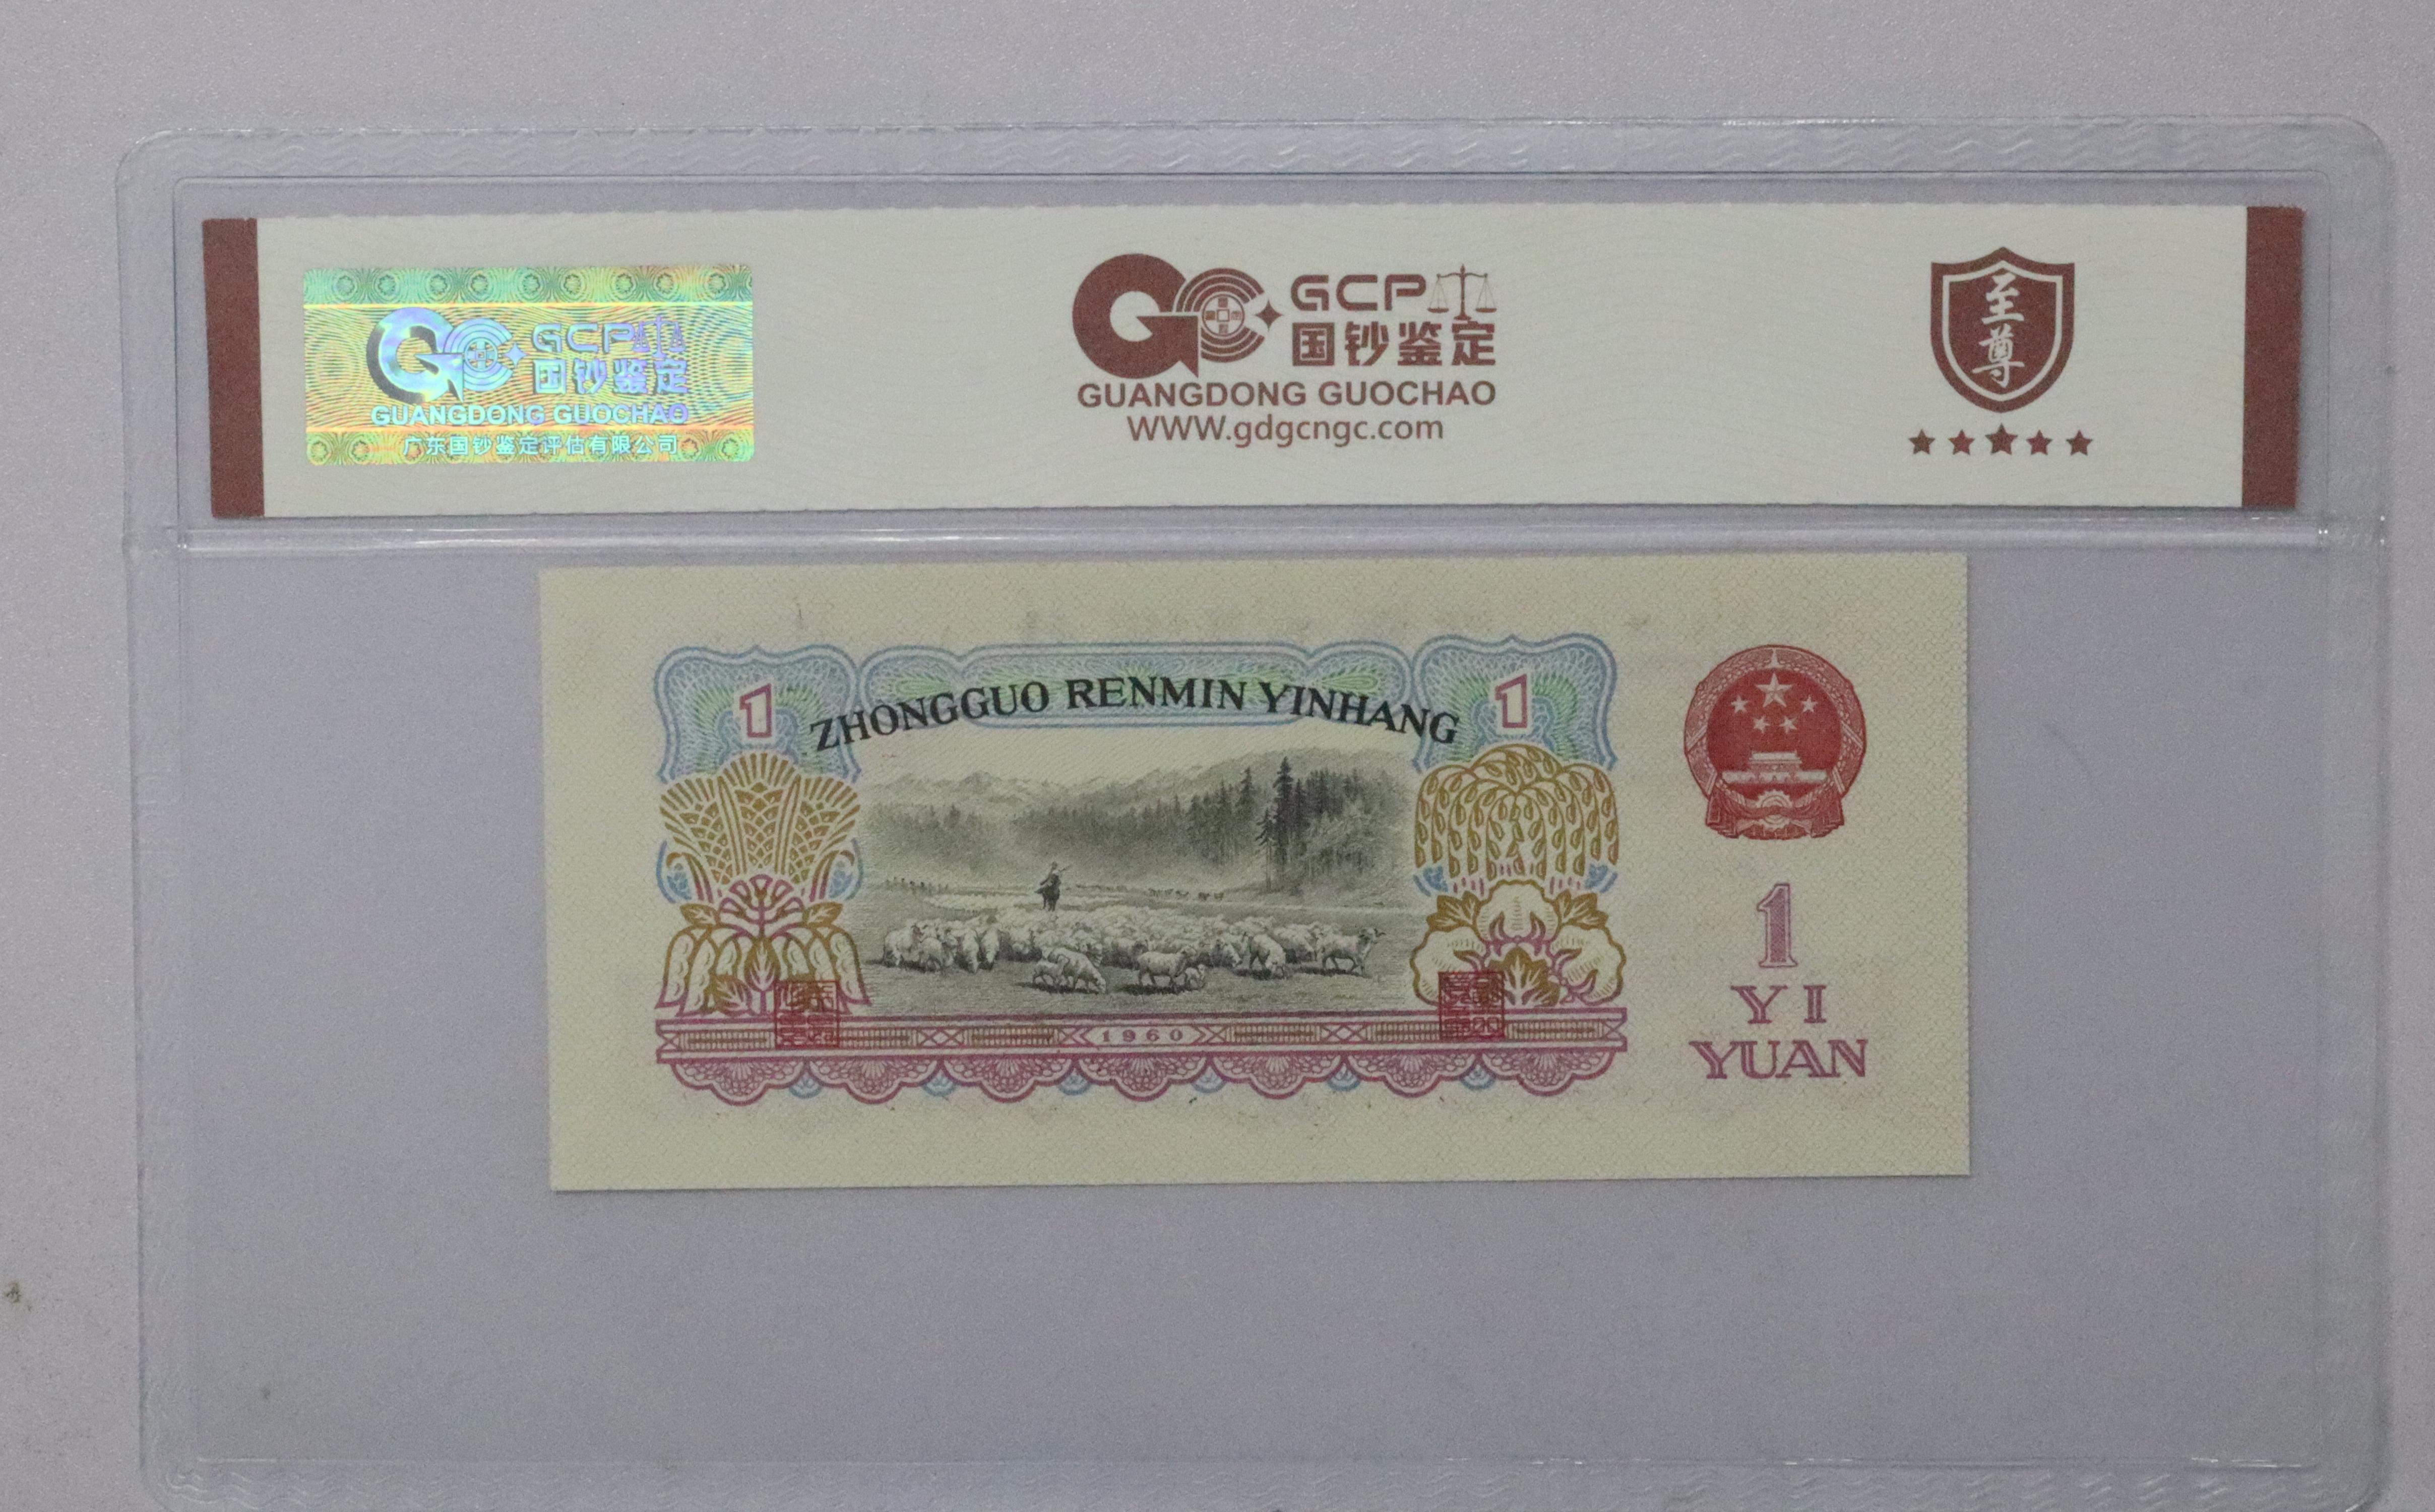 GCP
国钞鉴定
GUANGDONG GUOCHAO
广东国钞鉴定评估有限公司
GCP
国钞鉴定
GUANGDONG GUOCHAO
WWW.gdgcngc.com
至尊
1
ZHONGGUO RENMIN YINHANG
1
1960
1
YI
YUAN